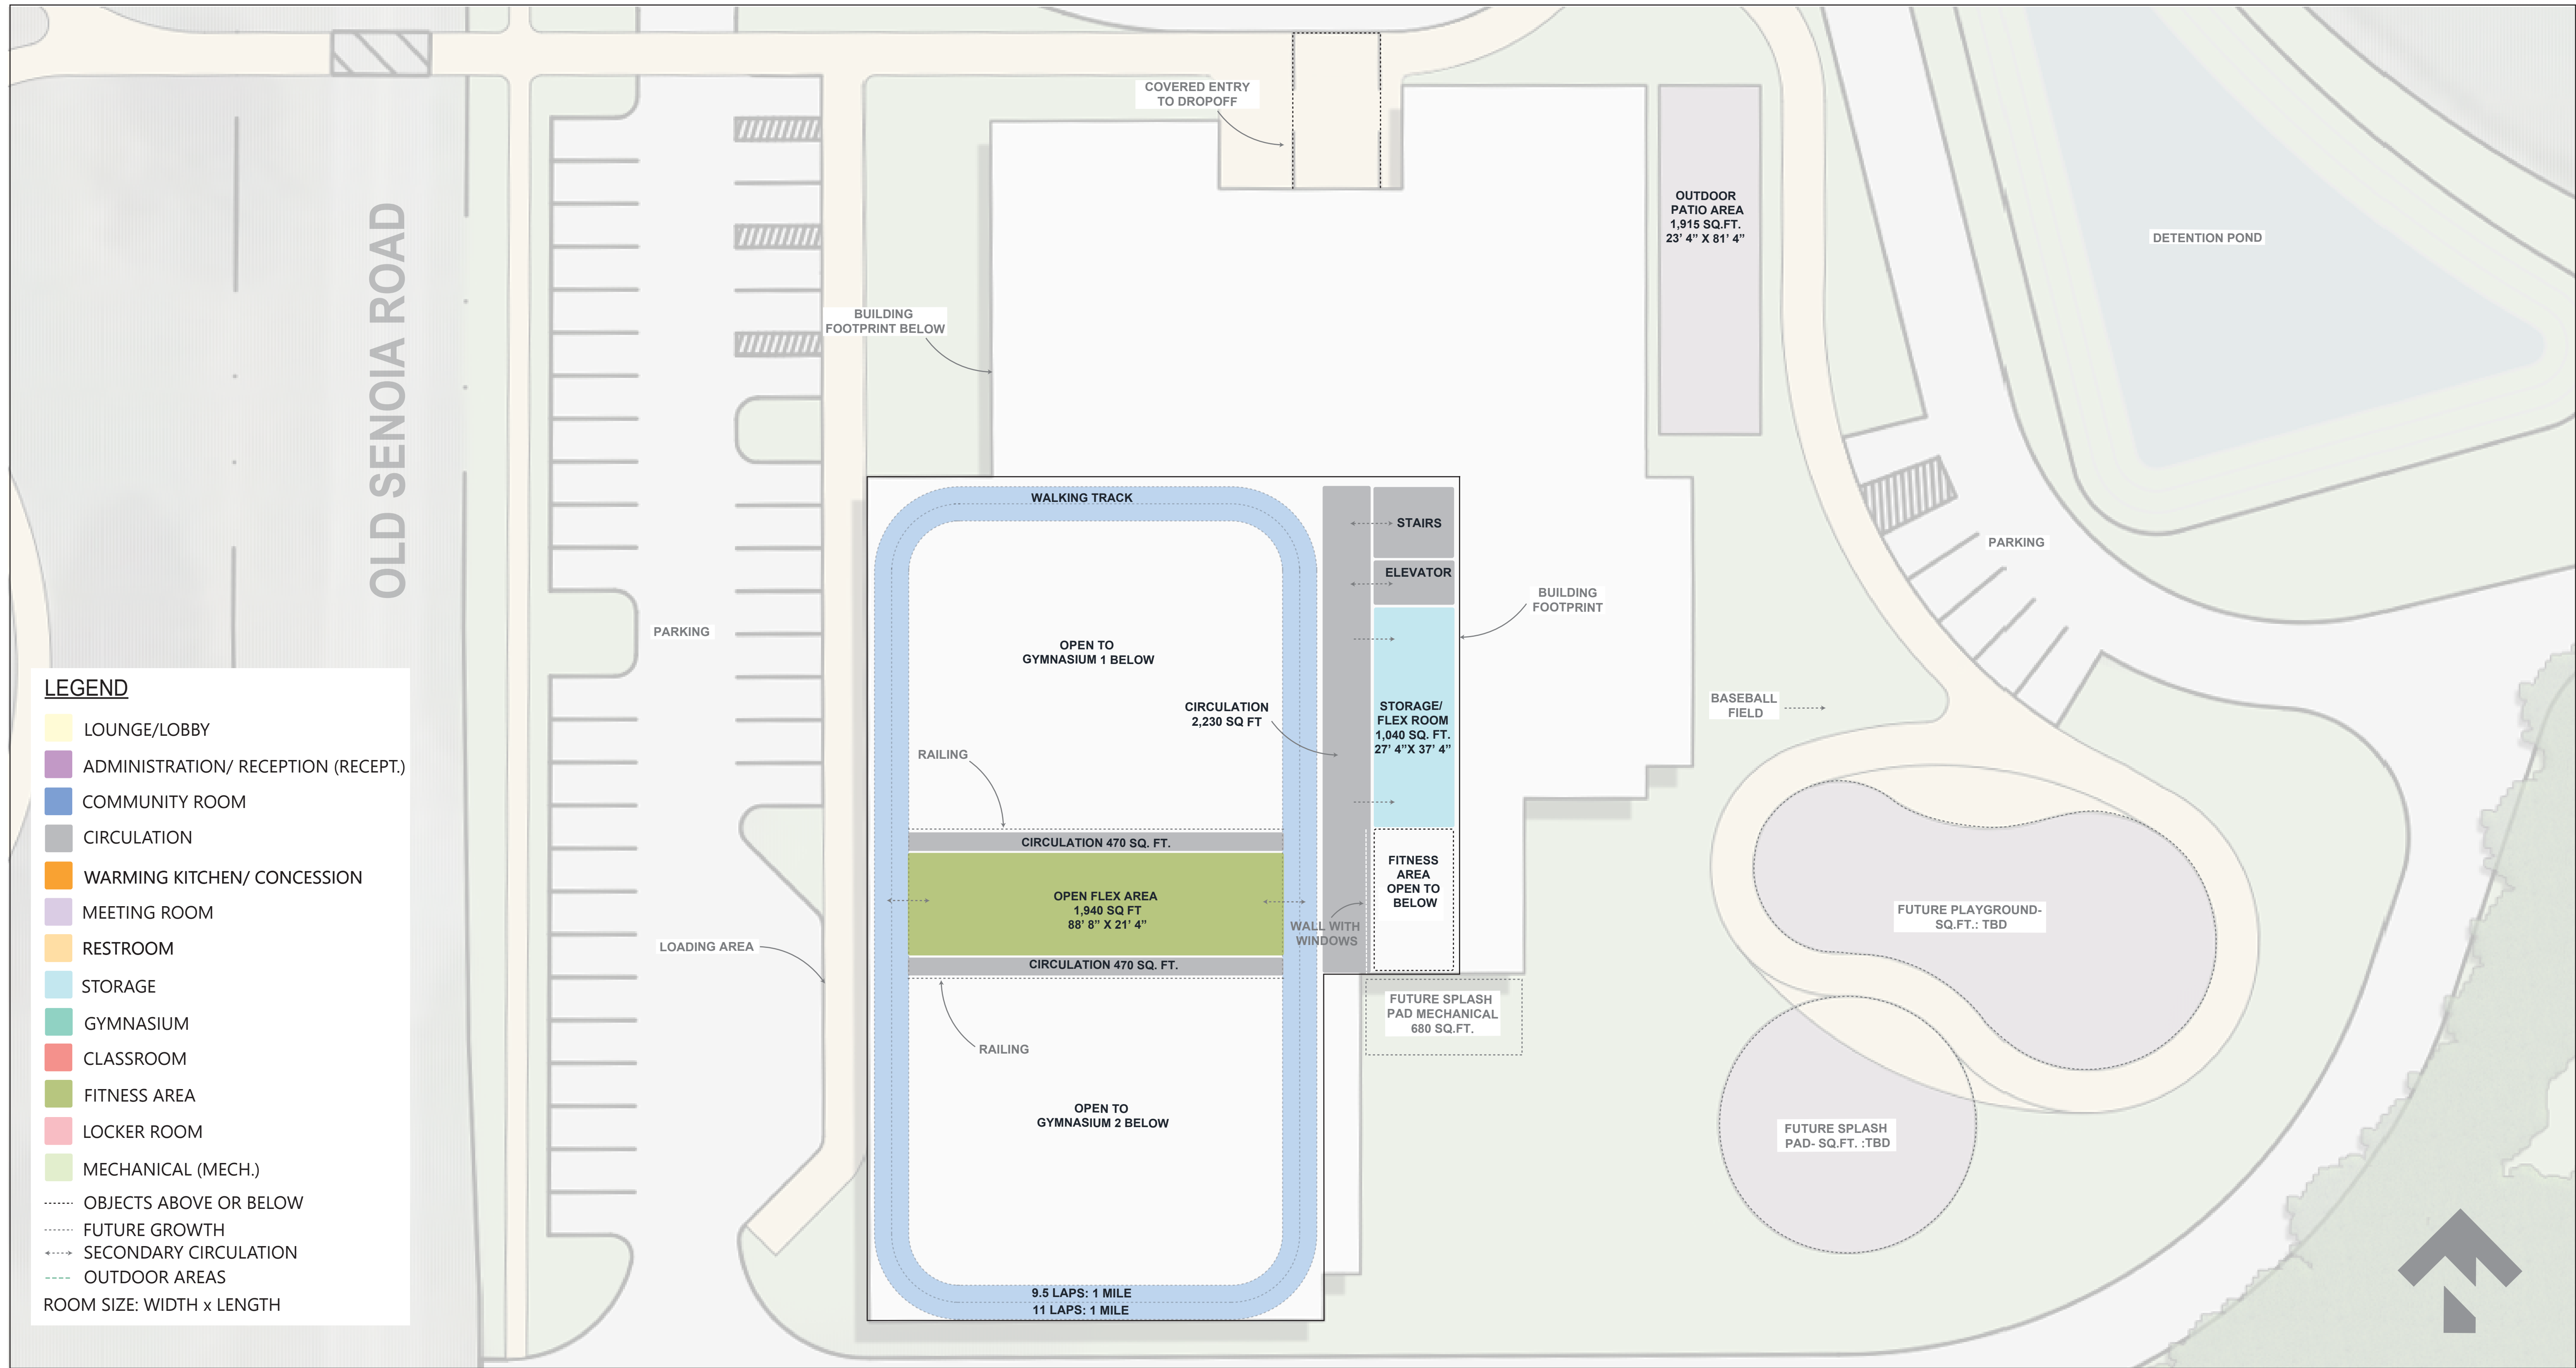 COVERED ENTRY
TO DROPOFF
OUTDOOR
PATIO AREA
1,915 SQ.FT.
23’ 4” X 81’ 4”
DETENTION POND
OLD SENOIA ROAD
BUILDING
FOOTPRINT BELOW
WALKING TRACK
STAIRS
ELEVATOR
PARKING
BUILDING
FOOTPRINT
PARKING
OPEN TO
GYMNASIUM 1 BELOW
CIRCULATION
2,230 SQ FT
STORAGE/
FLEX ROOM
1,040 SQ. FT.
27’ 4”X 37’ 4”
BASEBALL
FIELD
RAILING
CIRCULATION 470 SQ. FT.
OPEN FLEX AREA
1,940 SQ FT
88’ 8” X 21’ 4”
CIRCULATION 470 SQ. FT.
FITNESS
AREA
OPEN TO
BELOW
WALL WITH
WINDOWS
LOADING AREA
FUTURE PLAYGROUND-
SQ.FT.: TBD
FUTURE SPLASH
PAD MECHANICAL
680 SQ.FT.
RAILING
OPEN TO
GYMNASIUM 2 BELOW
FUTURE SPLASH
PAD- SQ.FT. :TBD
9.5 LAPS: 1 MILE
11 LAPS: 1 MILE
LEGEND
LOUNGE/LOBBY
ADMINISTRATION/ RECEPTION (RECEPT.)
COMMUNITY ROOM
CIRCULATION
WARMING KITCHEN/ CONCESSION
MEETING ROOM
RESTROOM
STORAGE
GYMNASIUM
CLASSROOM
FITNESS AREA
LOCKER ROOM
MECHANICAL (MECH.)
OBJECTS ABOVE OR BELOW
FUTURE GROWTH
SECONDARY CIRCULATION
OUTDOOR AREAS
ROOM SIZE: WIDTH x LENGTH